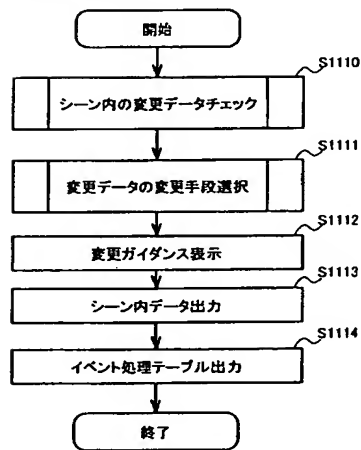 開始
S1110
シーン内の変更データチェック
S1111
変更データの変更手段選択
S1112
変更ガイダンス表示
S1113
シーン内データ出力
S1114
イベント処理テーブル出力
終了